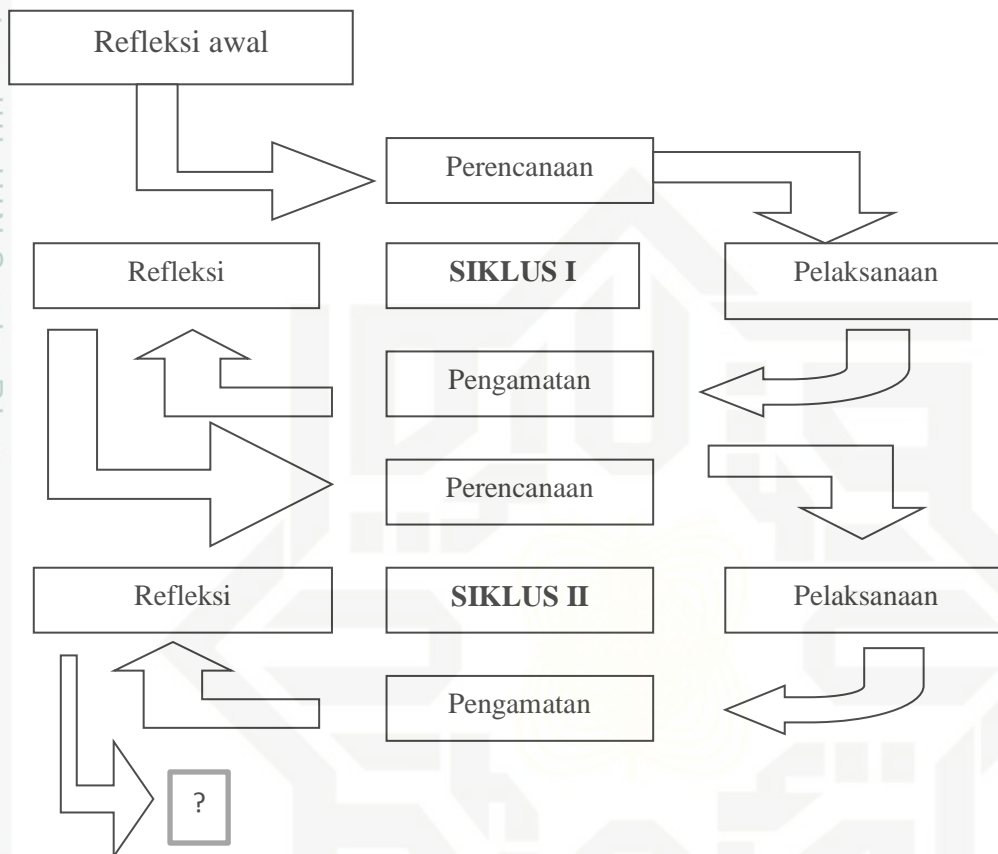 Refleksi awal
Perencanaan
Refleksi
SIKLUS I
Pelaksanaan
Pengamatan
Perencanaan
Refleksi
SIKLUS II
Pelaksanaan
Pengamatan
?